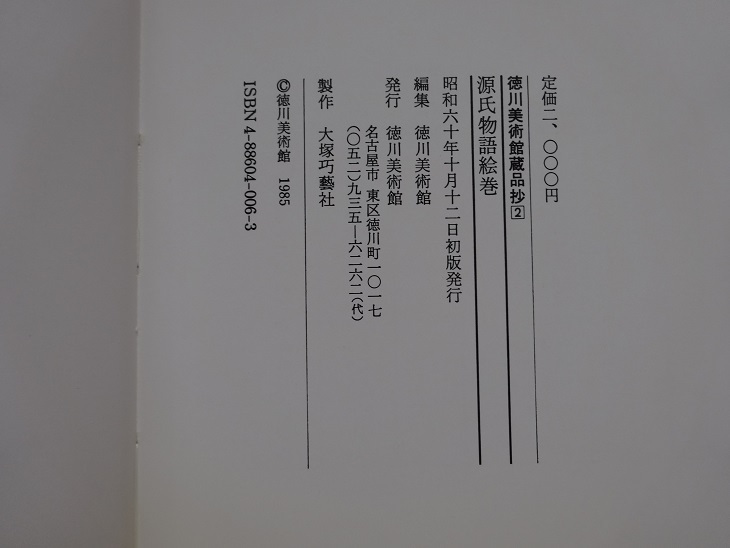 定価二、〇〇〇円
徳川美術館蔵品抄②
源氏物語絵巻
昭和六十年十月十二日初版発行
編集 徳川美術館
発行 徳川美術館
名古屋市 東区徳川町一〇一七
(〇五二)九三五―六二六二(代)
製作 大塚巧藝社
©徳川美術館 1985
ISBN 4-88604-006-3